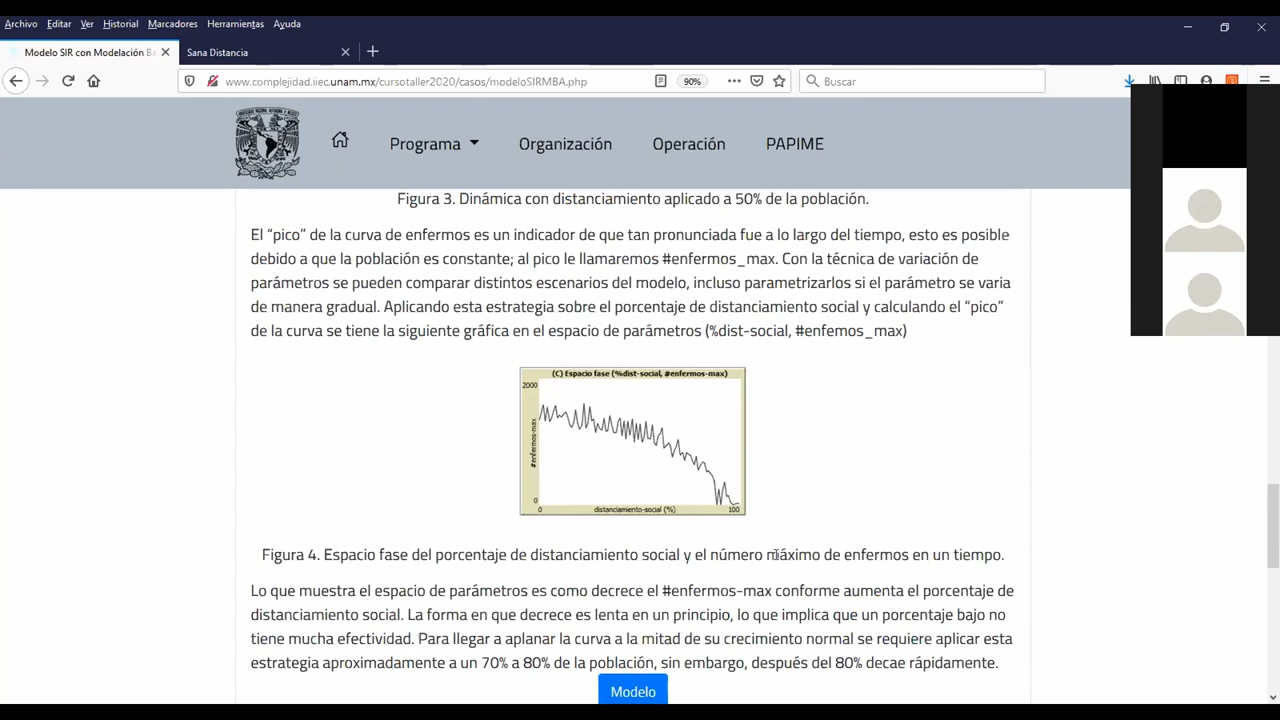 Archivo Editar Ver Historial Marcadores Herramientas Ayuda
Modelo SIR con Modelación Ba
Sana Distancia
www.complejidad.iiec.unam.mx/cursotaller2020/casos/modeloSIRMBA.php
90%
Buscar
Programa
Organización
Operación
PAPIME
Figura 3. Dinámica con distanciamiento aplicado a 50% de la población.
El “pico” de la curva de enfermos es un indicador de que tan pronunciada fue a lo largo del tiempo, esto es posible
debido a que la población es constante; al pico le llamaremos #enfermos_max. Con la técnica de variación de
parámetros se pueden comparar distintos escenarios del modelo, incluso parametrizarlos si el parámetro se varia
de manera gradual. Aplicando esta estrategia sobre el porcentaje de distanciamiento social y calculando el “pico”
de la curva se tiene la siguiente gráfica en el espacio de parámetros (%dist-social, #enfemos_max)
(C) Espacio fase (%dist-social, #enfermos-max)
2000
#enfermos-max
0
0
distanciamiento-social (%)
100
Figura 4. Espacio fase del porcentaje de distanciamiento social y el número máximo de enfermos en un tiempo.
Lo que muestra el espacio de parámetros es como decrece el #enfermos-max conforme aumenta el porcentaje de
distanciamiento social. La forma en que decrece es lenta en un principio, lo que implica que un porcentaje bajo no
tiene mucha efectividad. Para llegar a aplanar la curva a la mitad de su crecimiento normal se requiere aplicar esta
estrategia aproximadamente a un 70% a 80% de la población, sin embargo, después del 80% decae rápidamente.
Modelo